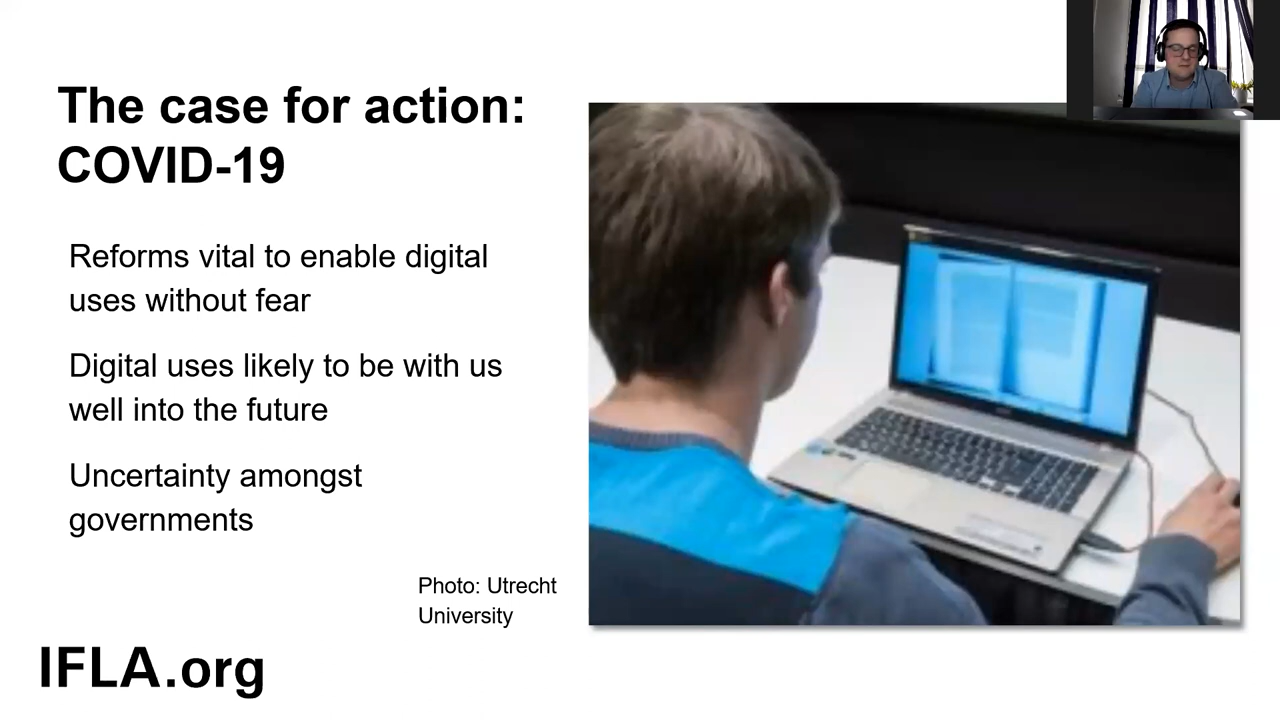 The case for action:
COVID-19
Reforms vital to enable digital
uses without fear
Digital uses likely to be with us
well into the future
Uncertainty amongst
governments
Photo: Utrecht
University
IFLA.org